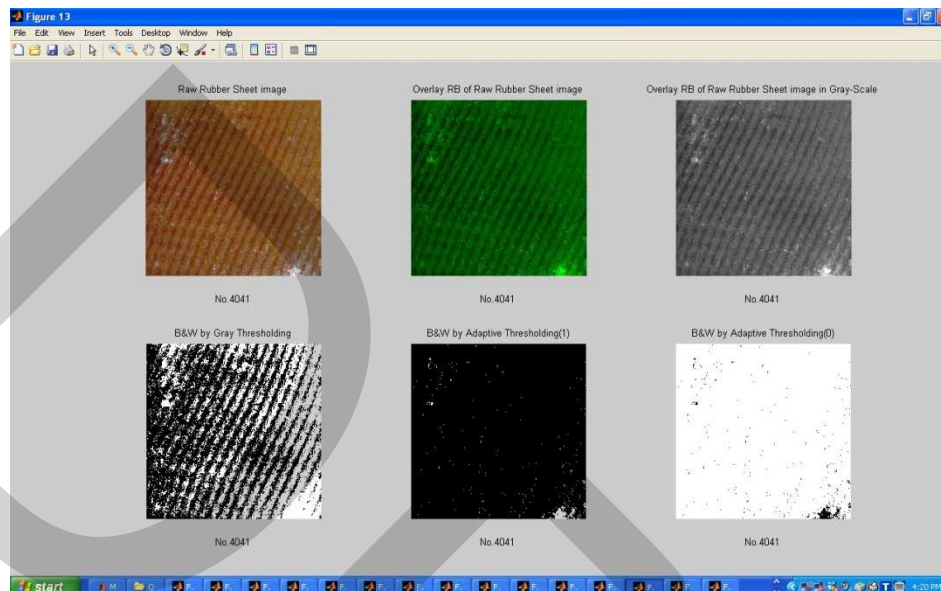 Figure 13
File Edit View Insert Tools Desktop Window Help
Raw Rubber Sheet image
Overlay RB of Raw Rubber Sheet image
Overlay RB of Raw Rubber Sheet image in Gray-Scale
No.4041
No.4041
No.4041
B&W by Gray Thresholding
B&W by Adaptive Thresholding(1)
B&W by Adaptive Thresholding(0)
No.4041
No.4041
No.4041
start M O F. F. F. F. F. F. F. F. F. F. F. F. F. F. F. T 4:20 PM